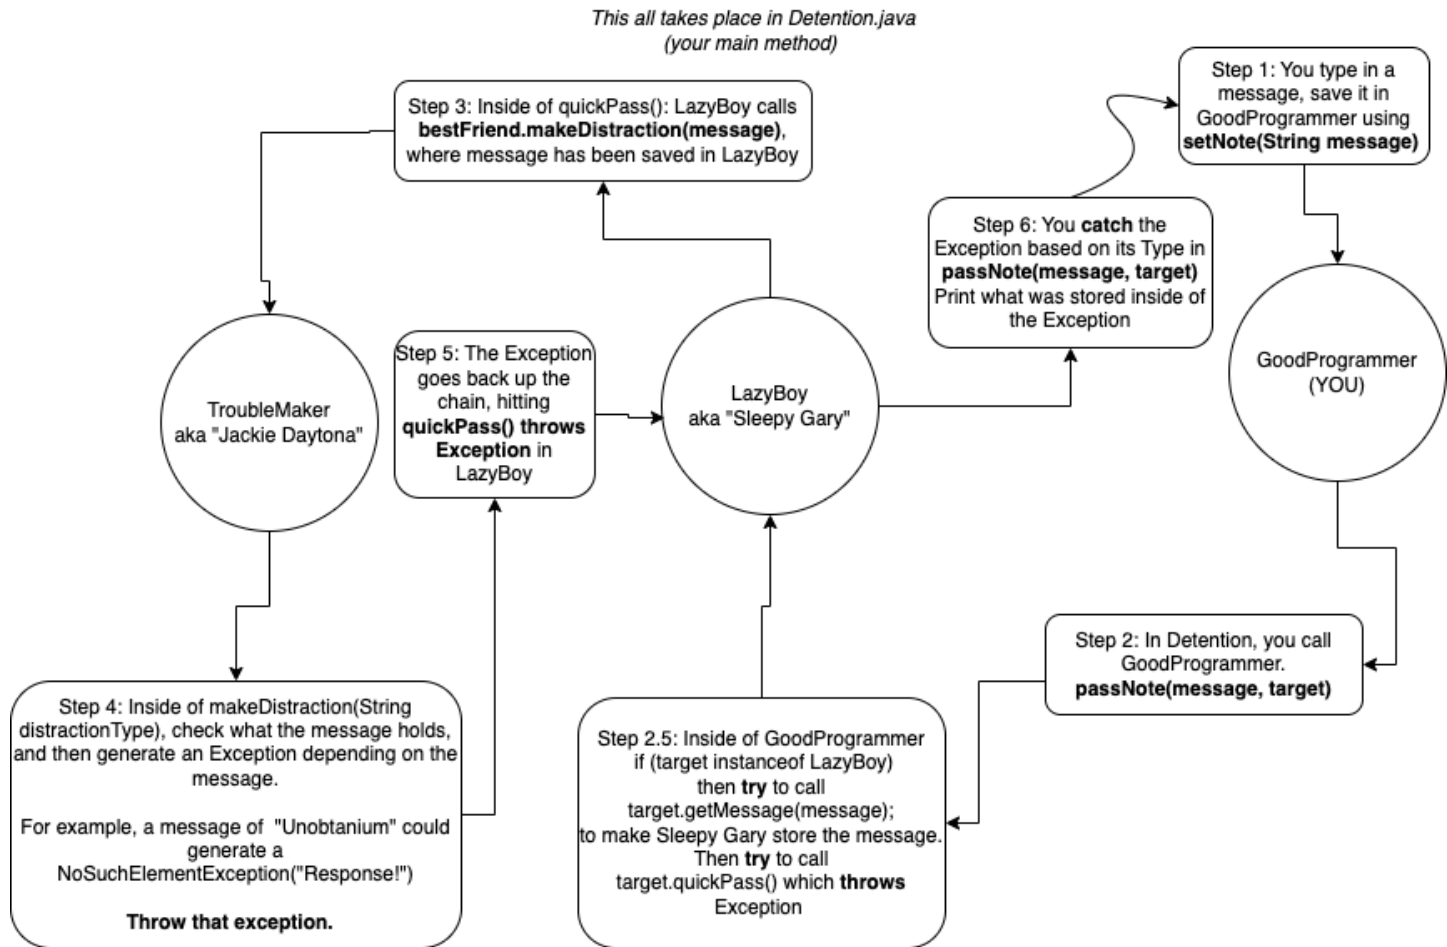 This all takes place in Detention.java
(your main method)
Step 1: You type in a
message, save it in
GoodProgrammer using
setNote(String message)
Step 3: Inside of quickPass(): LazyBoy calls
bestFriend.makeDistraction(message),
where message has been saved in LazyBoy
Step 6: You catch the
Exception based on its Type in
passNote(message, target)
Print what was stored inside of
the Exception
GoodProgrammer
(YOU)
Step 5: The Exception
goes back up the
chain, hitting
quickPass() throws
Exception in
LazyBoy
LazyBoy
aka "Sleepy Gary"
TroubleMaker
aka "Jackie Daytona"
Step 2: In Detention, you call
GoodProgrammer.
passNote(message, target)
Step 4: Inside of makeDistraction(String
distractionType), check what the message holds,
and then generate an Exception depending on the
message.
For example, a message of "Unobtanium" could
generate a
NoSuchElementException("Response!")
Throw that exception.
Step 2.5: Inside of GoodProgrammer
if (target instanceof LazyBoy)
then try to call
target.getMessage(message);
to make Sleepy Gary store the message.
Then try to call
target.quickPass() which throws
Exception